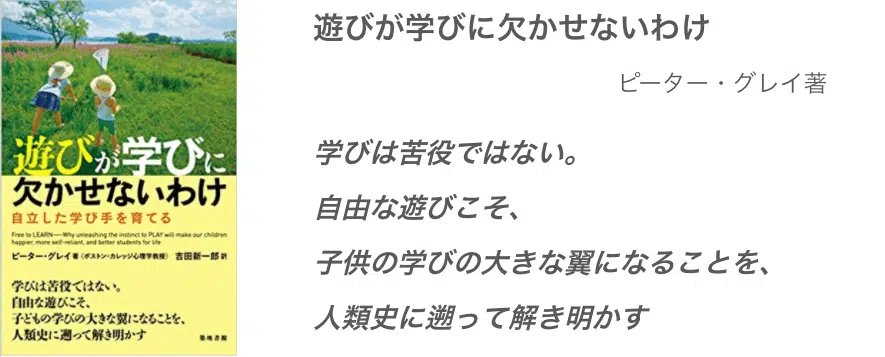 遊びが学びに
欠かせないわけ
自立した学び手を育てる
Free to LEARN——Why unleashing the instinct to PLAY will make our children
happier, more self-reliant, and better students for life
ピーター・グレイ 著（ボストン・カレッジ心理学教授） 吉田新一郎 訳
学びは苦役ではない。
自由な遊びこそ、
子どもの学びの大きな翼になることを、
人類史に遡って解き明かす
築地書館
遊びが学びに欠かせないわけ
ピーター・グレイ著
学びは苦役ではない。
自由な遊びこそ、
子供の学びの大きな翼になることを、
人類史に遡って解き明かす